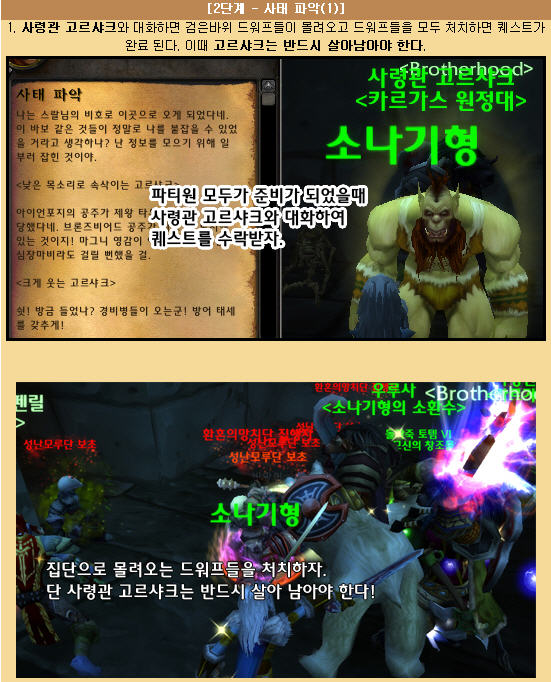 [2단계 - 사태 파악(1)]
1. 사령관 고르샤크와 대화하면 검은바위 드워프들이 몰려오고 드워프들을 모두 처치하면 퀘스트가
완료 된다. 이때 고르샤크는 반드시 살아남아야 한다.
사태 파악
나는 스랄님의 비호로 이곳으로 오게 되었다네.
이 바보 같은 것들이 정말로 나를 붙잡을 수 있었
을 거라고 생각하나? 난 정보를 모으기 위해 일
부러 잡힌 것이야.
<낮은 목소리로 속삭이는 고르샤크>
아이언포지의 공주가 제왕 타
당했다네. 브론즈비어드 공주가
있는 것이지! 마그니 영감이
심장마비라도 걸릴 뻔했을 걸.
<크게 웃는 고르샤크>
쉿! 방금 들었나? 경비병들이 오는군! 방어 태세
를 갖추게!
<Brotherhood>
사령관 고르샤크
<카르가스 원정대>
소나기형
파티원 모두가 준비가 되었을때
사령관 고르샤크와 대화하여
퀘스트를 수락받자.
펜릴
>
우루사
<Brotherhoo
<소나기형의 소환수>
성난모루단 보초
성난모루단 보초
성난모루단 보초
소나기형
집단으로 몰려오는 드워프들을 처치하자.
단 사령관 고르샤크는 반드시 살아 남아야 한다!